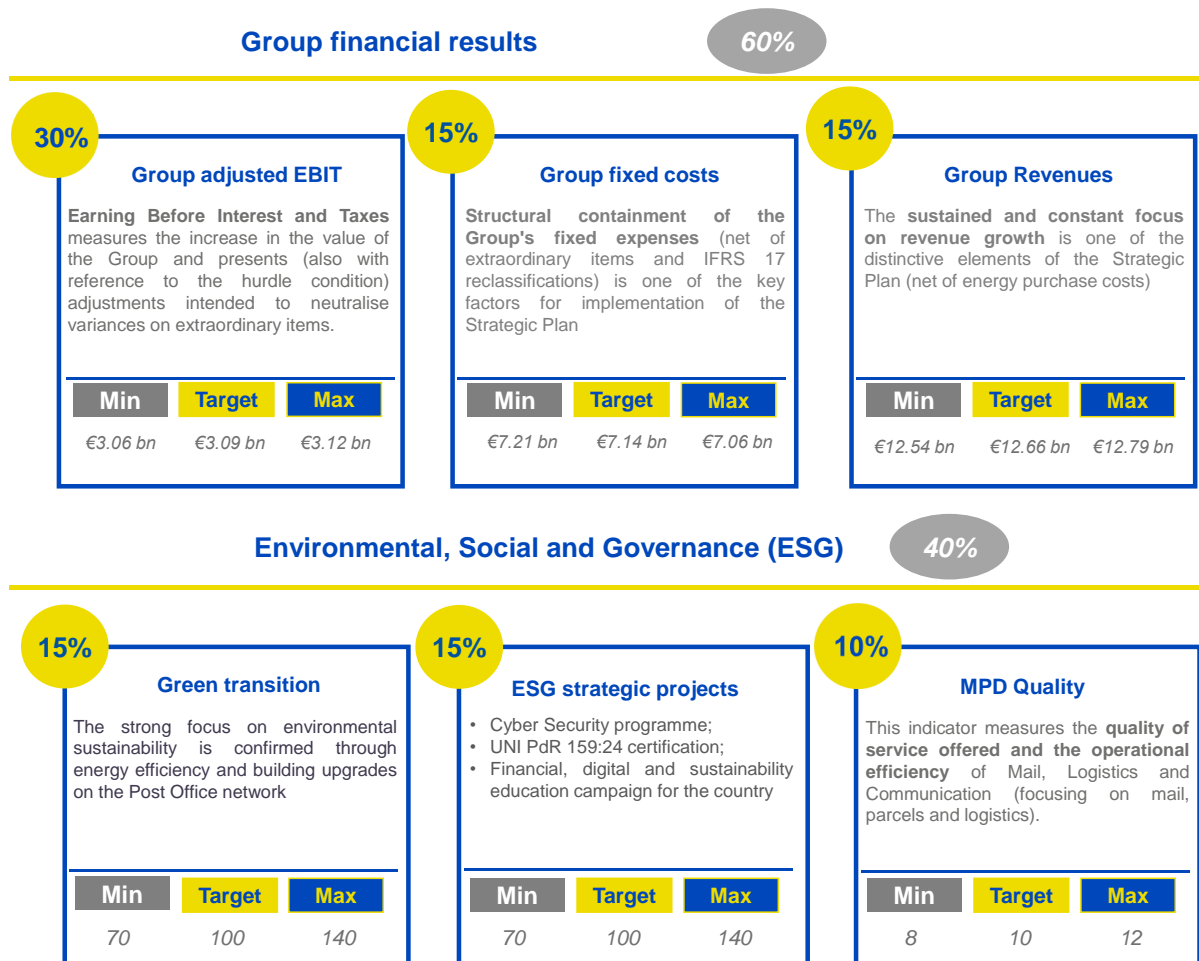 Group financial results 60%
30%
Group adjusted EBIT
Earning Before Interest and Taxes
measures the increase in the value of
the Group and presents (also with
reference to the hurdle condition)
adjustments intended to neutralise
variances on extraordinary items.
Min Target Max
€3.06 bn €3.09 bn €3.12 bn
15%
Group fixed costs
Structural containment of the
Group's fixed expenses (net of
extraordinary items and IFRS 17
reclassifications) is one of the key
factors for implementation of the
Strategic Plan
Min Target Max
€7.21 bn €7.14 bn €7.06 bn
15%
Group Revenues
The sustained and constant focus
on revenue growth is one of the
distinctive elements of the Strategic
Plan (net of energy purchase costs)
Min Target Max
€12.54 bn €12.66 bn €12.79 bn
Environmental, Social and Governance (ESG) 40%
15%
Green transition
The strong focus on environmental
sustainability is confirmed through
energy efficiency and building upgrades
on the Post Office network
Min Target Max
70 100 140
15%
ESG strategic projects
• Cyber Security programme;
• UNI PdR 159:24 certification;
• Financial, digital and sustainability
education campaign for the country
Min Target Max
70 100 140
10%
MPD Quality
This indicator measures the quality of
service offered and the operational
efficiency of Mail, Logistics and
Communication (focusing on mail,
parcels and logistics).
Min Target Max
8 10 12